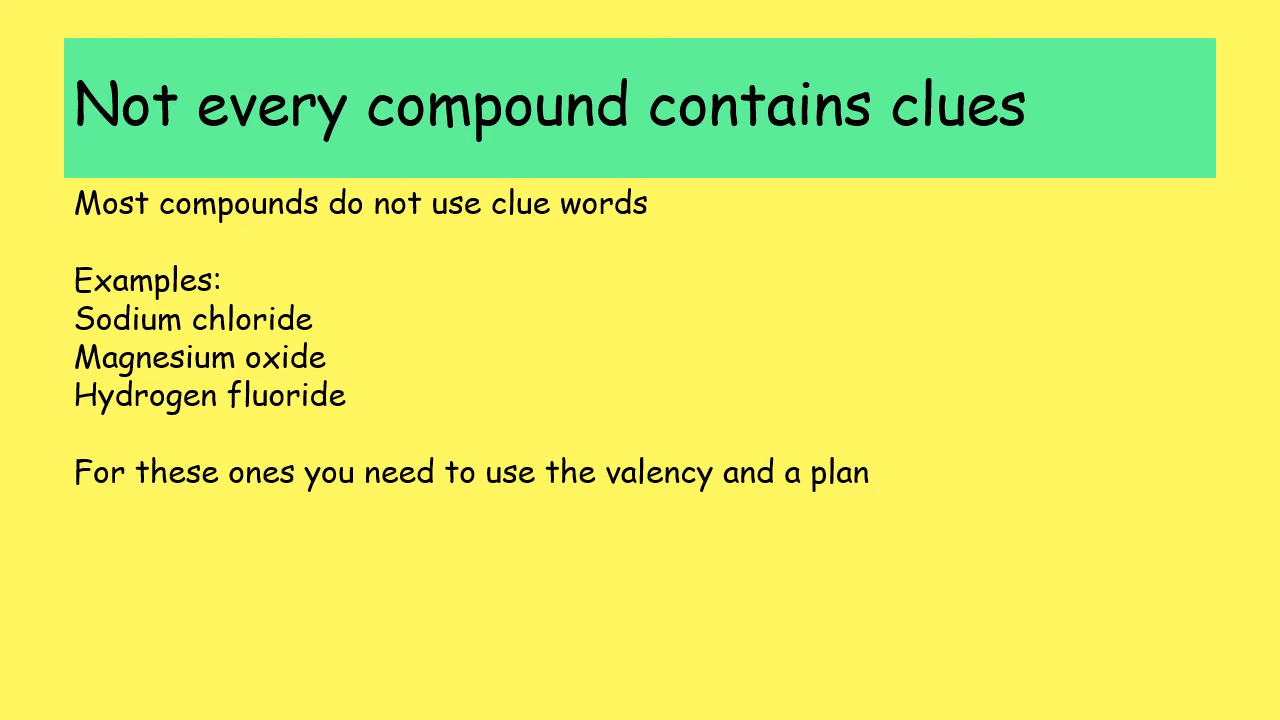 Not every compound contains clues
Most compounds do not use clue words
Examples:
Sodium chloride
Magnesium oxide
Hydrogen fluoride
For these ones you need to use the valency and a plan